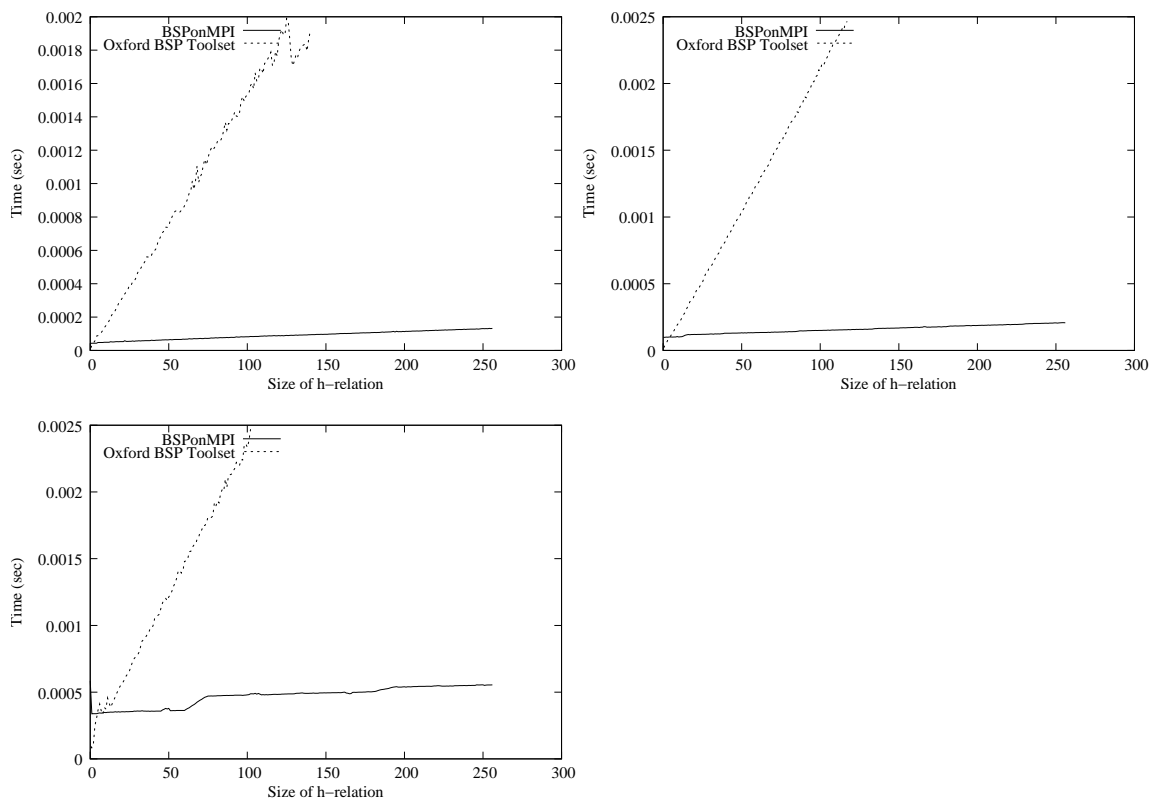 0.002
0.0018
0.0016
0.0014
0.0012
0.001
0.0008
0.0006
0.0004
0.0002
0
Time (sec)
BSPonMPI
Oxford BSP Toolset
0 50 100 150 200 250 300
Size of h−relation
0.0025
0.002
0.0015
0.001
0.0005
0
Time (sec)
BSPonMPI
Oxford BSP Toolset
0 50 100 150 200 250 300
Size of h−relation
0.0025
0.002
0.0015
0.001
0.0005
0
Time (sec)
BSPonMPI
Oxford BSP Toolset
0 50 100 150 200 250 300
Size of h−relation